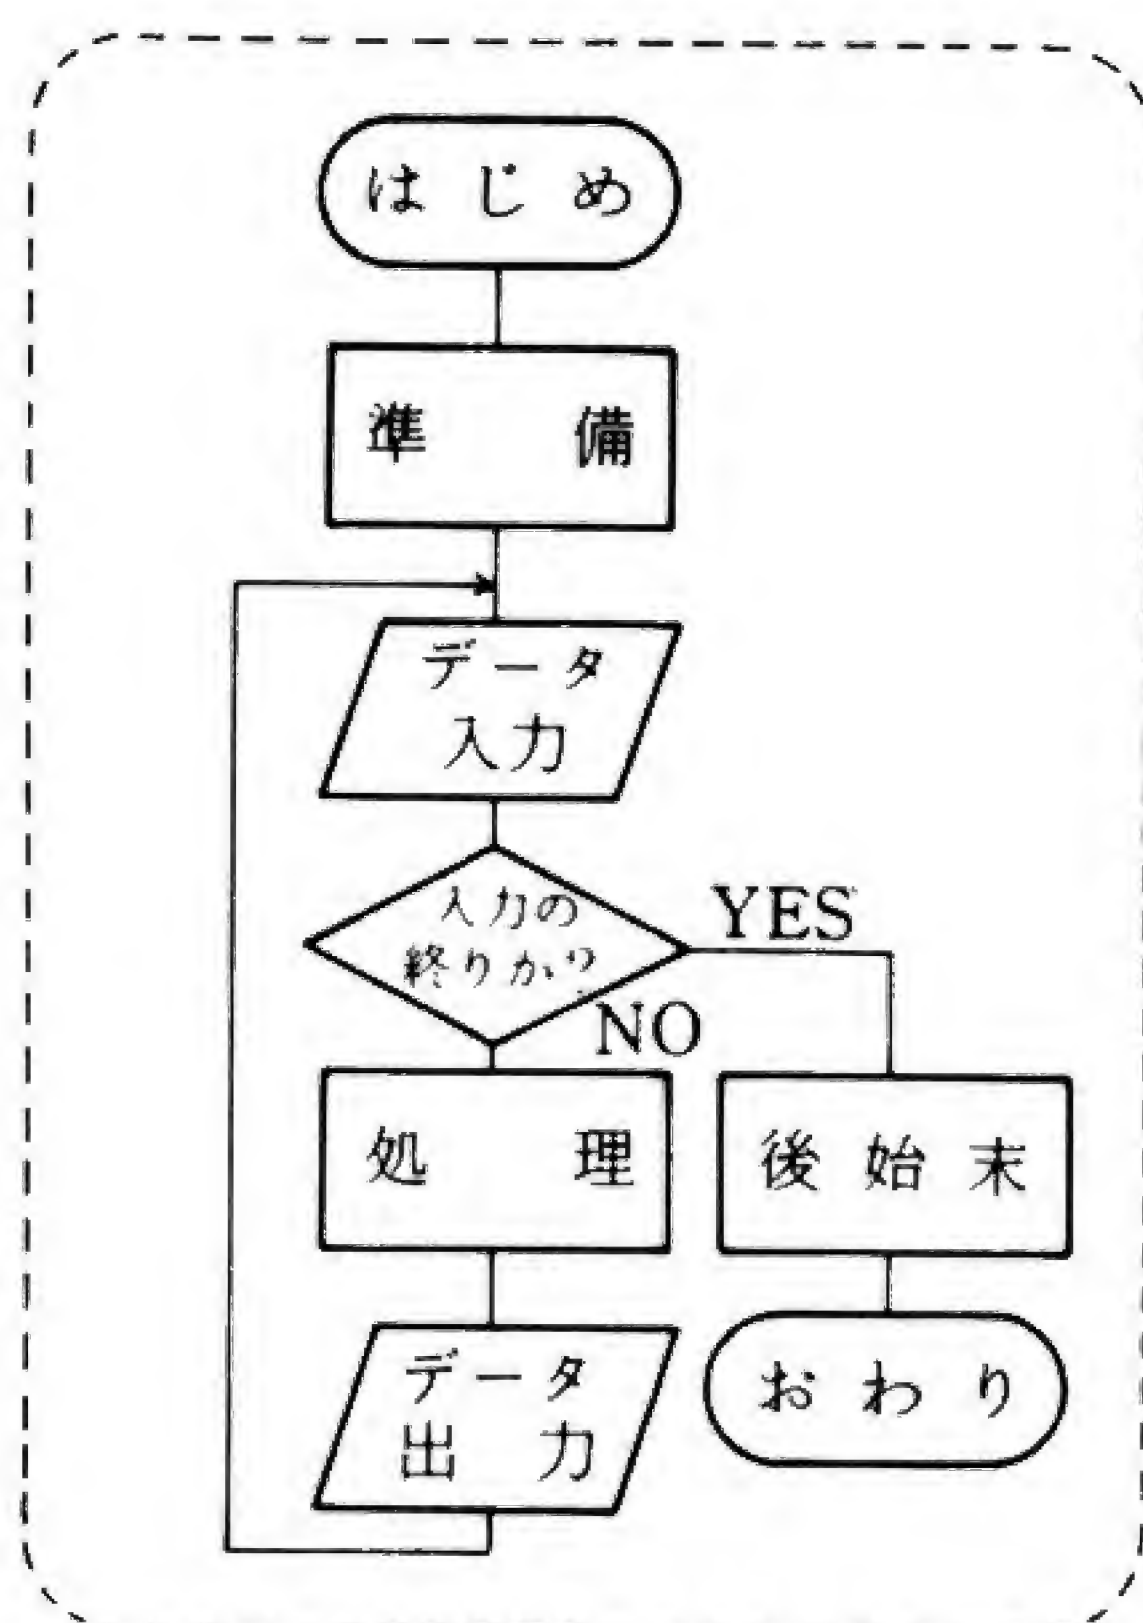 はじめ
準備
データ
入力
入力の
終りか?
YES
NO
処理
後始末
データ
出力
おわり